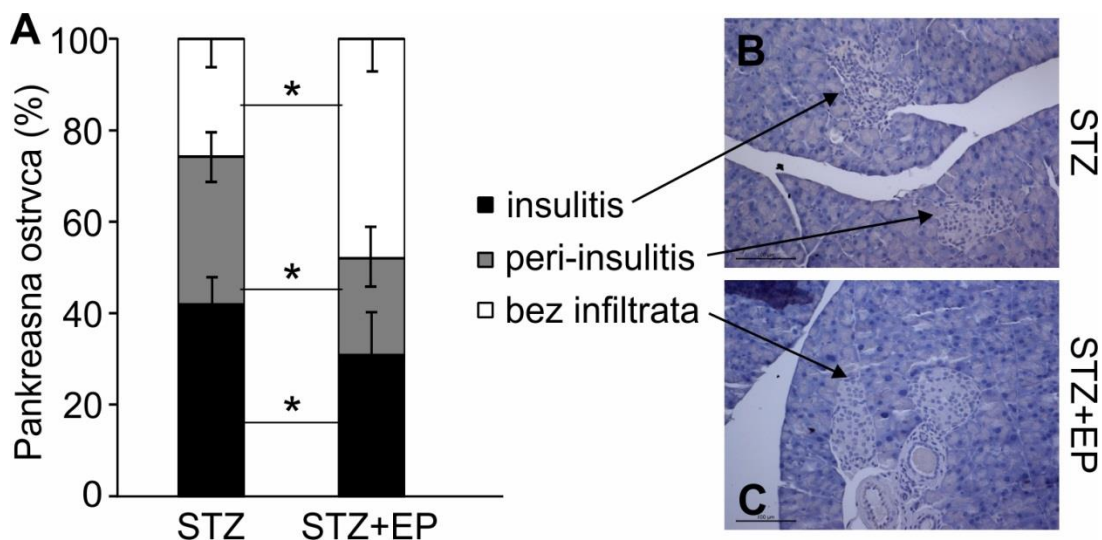 A
Pankreasna ostrvca (%)
100
80
60
40
20
0
*
*
*
STZ
STZ+EP
insulitis
peri-insulitis
bez infiltrata
B
STZ
C
STZ+EP